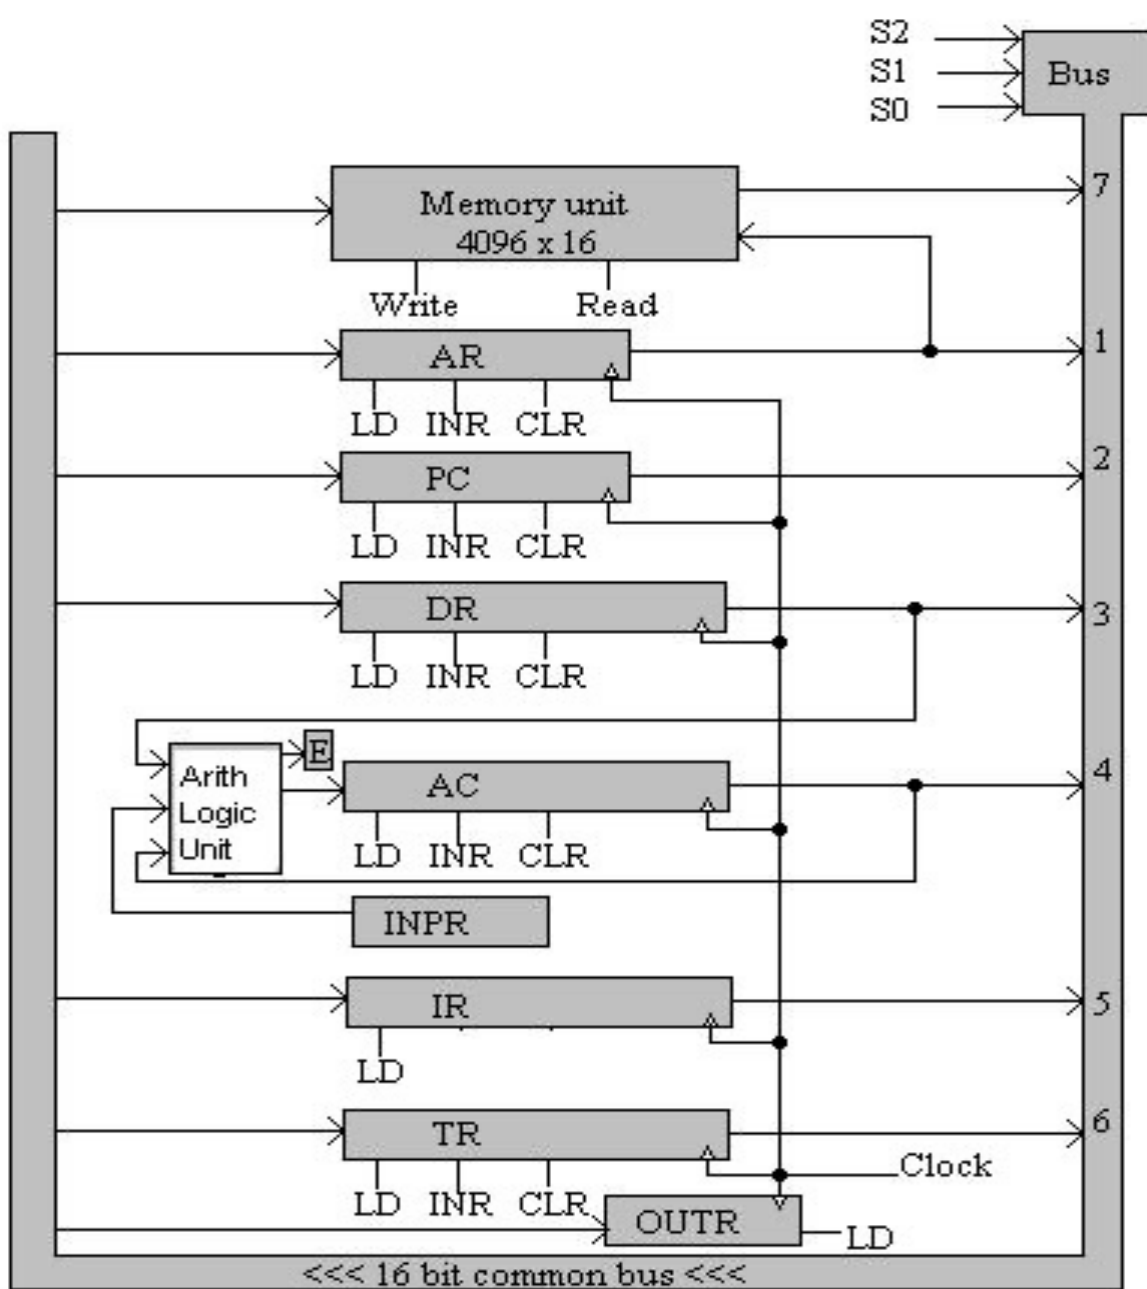 S2
S1
S0
Bus
7
Memory unit
4096 x 16
Write Read
AR
1
LD INR CLR
PC
2
LD INR CLR
DR
3
LD INR CLR
E
Arith
Logic
Unit
AC
4
LD INR CLR
INPR
IR
5
LD
TR
6
LD INR CLR
Clock
OUTR
LD
<<< 16 bit common bus <<<